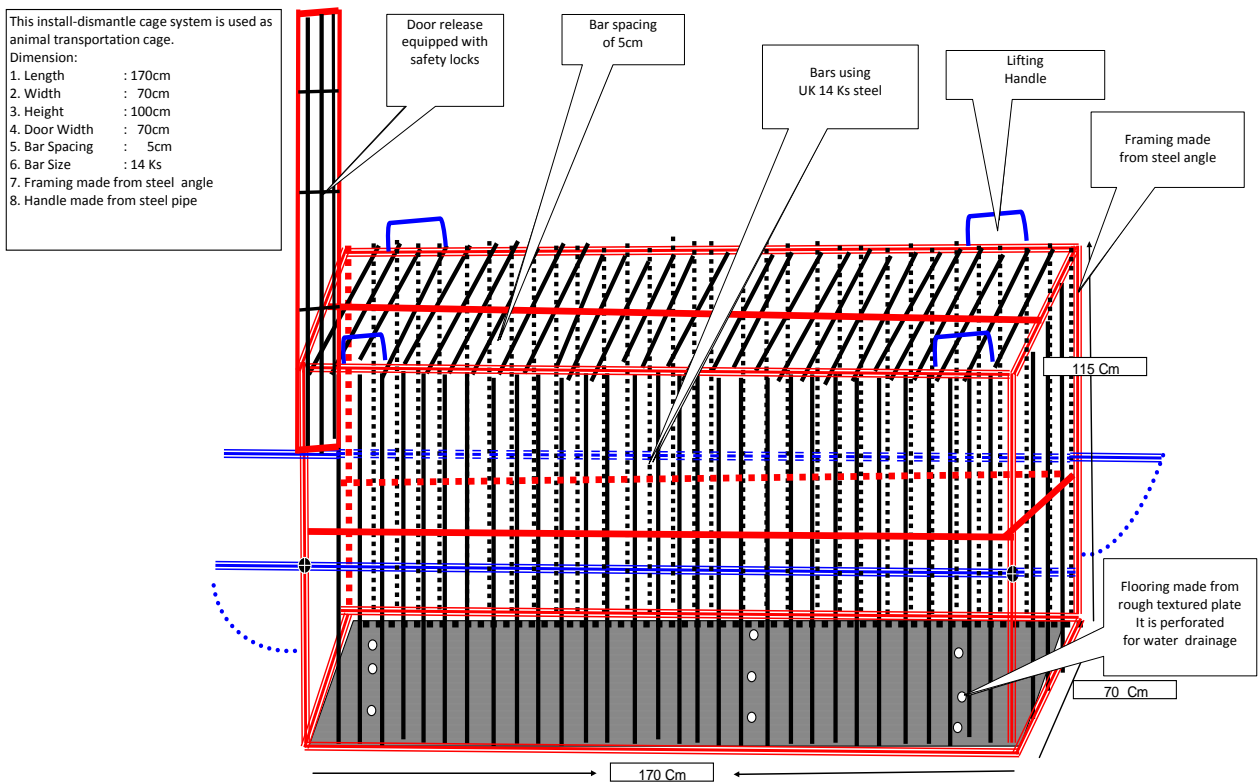 This install-dismantle cage system is used as
animal transportation cage.
Dimension:
1. Length : 170cm
2. Width : 70cm
3. Height : 100cm
4. Door Width : 70cm
5. Bar Spacing : 5cm
6. Bar Size : 14 Ks
7. Framing made from steel angle
8. Handle made from steel pipe
Door release
equipped with
safety locks
Bar spacing
of 5cm
Bars using
UK 14 Ks steel
Lifting
Handle
Framing made
from steel angle
115 Cm
Flooring made from
rough textured plate
It is perforated
for water drainage
70 Cm
170 Cm